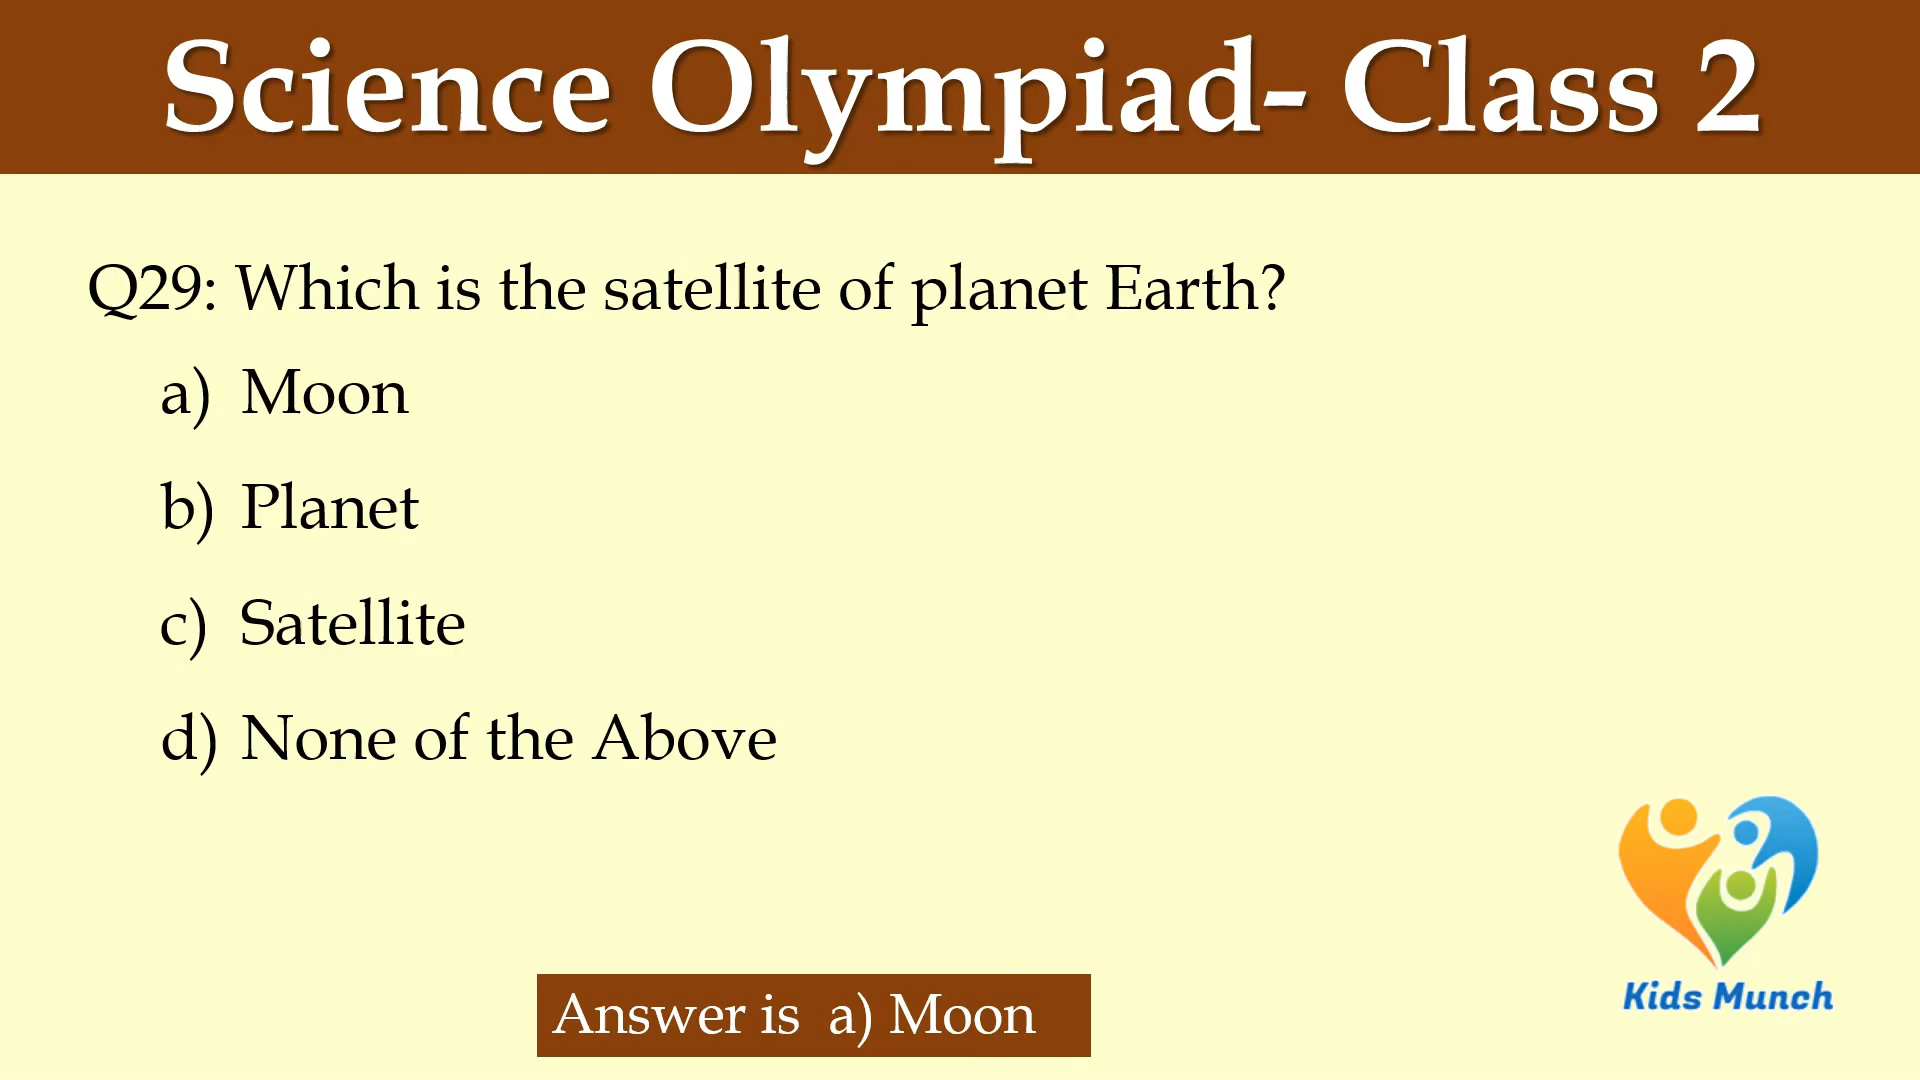 Science Olympiad- Class 2
Q29: Which is the satellite of planet Earth?
a) Moon
b) Planet
c) Satellite
d) None of the Above
Kids Munch
Answer is a) Moon